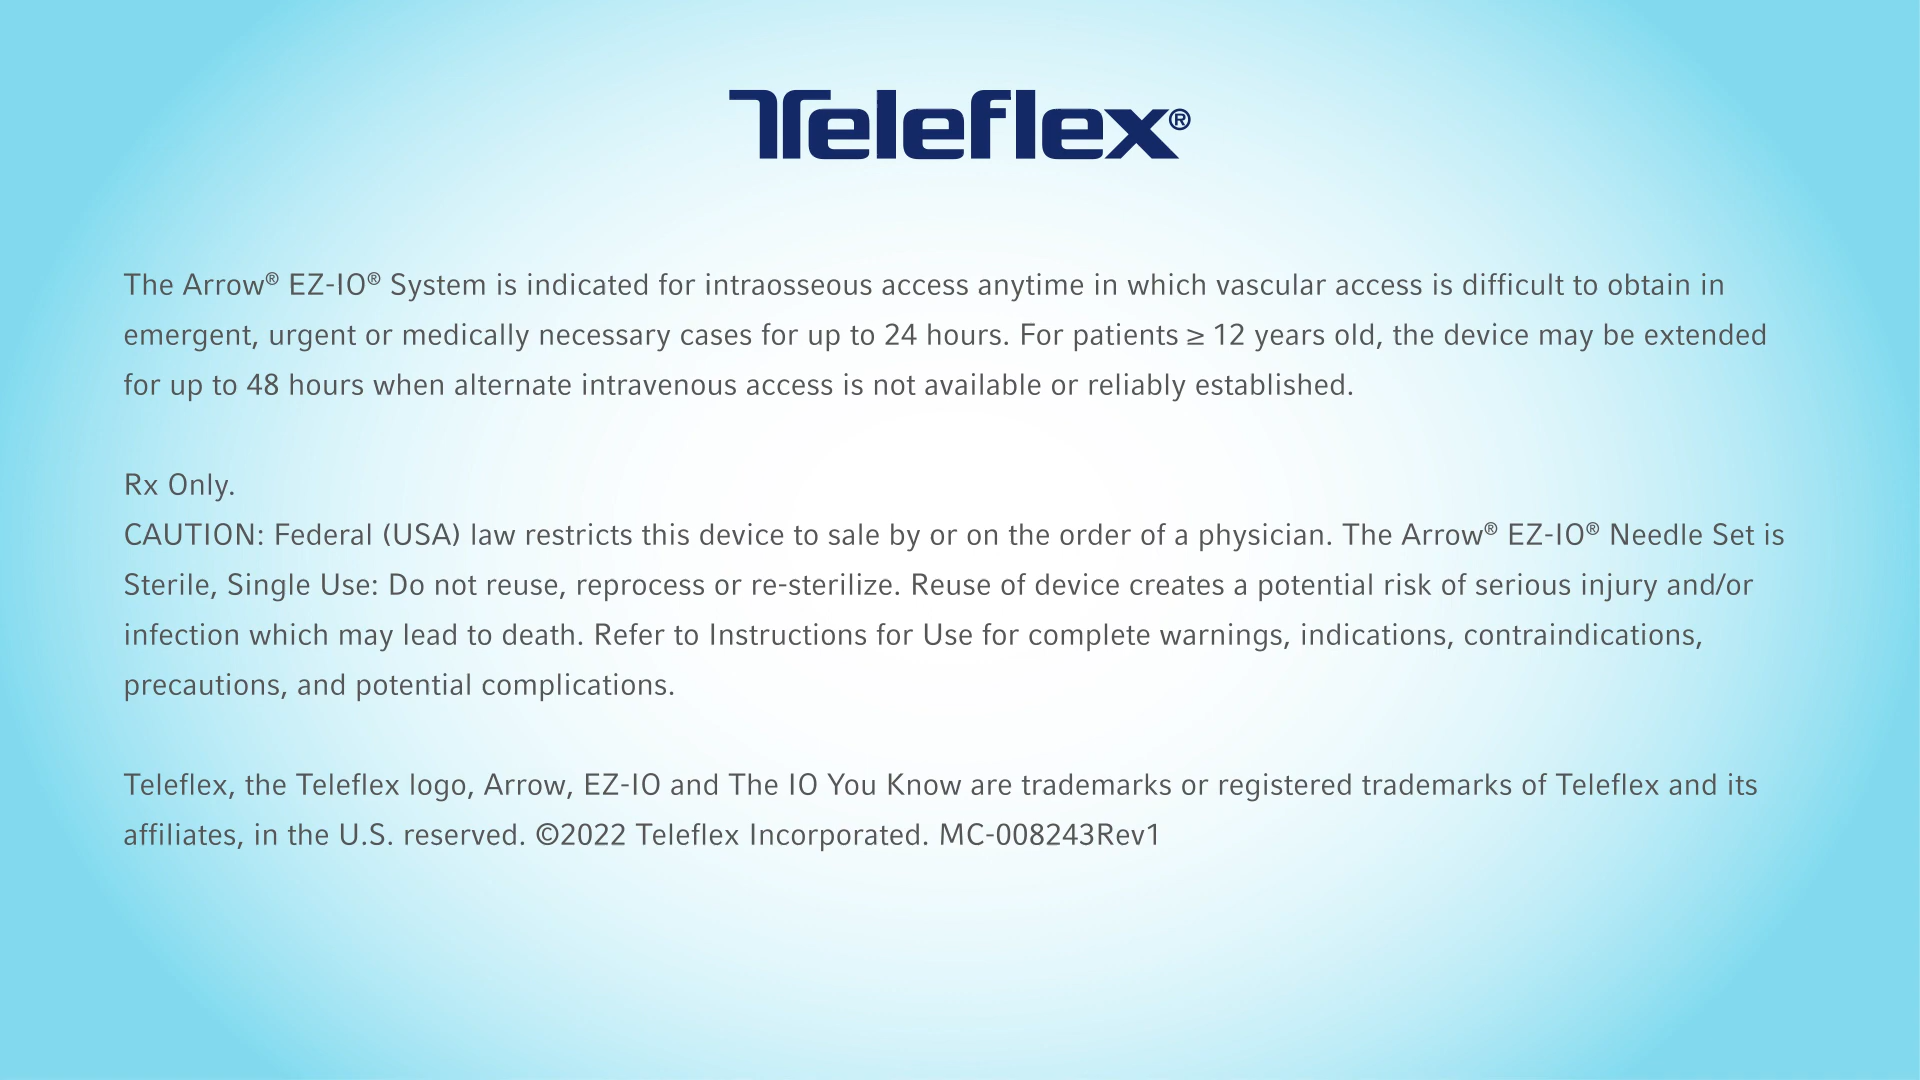 Teleflex®
The Arrow® EZ-IO® System is indicated for intraosseous access anytime in which vascular access is difficult to obtain in
emergent, urgent or medically necessary cases for up to 24 hours. For patients ≥ 12 years old, the device may be extended
for up to 48 hours when alternate intravenous access is not available or reliably established.
Rx Only.
CAUTION: Federal (USA) law restricts this device to sale by or on the order of a physician. The Arrow® EZ-IO® Needle Set is
Sterile, Single Use: Do not reuse, reprocess or re-sterilize. Reuse of device creates a potential risk of serious injury and/or
infection which may lead to death. Refer to Instructions for Use for complete warnings, indications, contraindications,
precautions, and potential complications.
Teleflex, the Teleflex logo, Arrow, EZ-IO and The IO You Know are trademarks or registered trademarks of Teleflex and its
affiliates, in the U.S. reserved. ©2022 Teleflex Incorporated. MC-008243Rev1